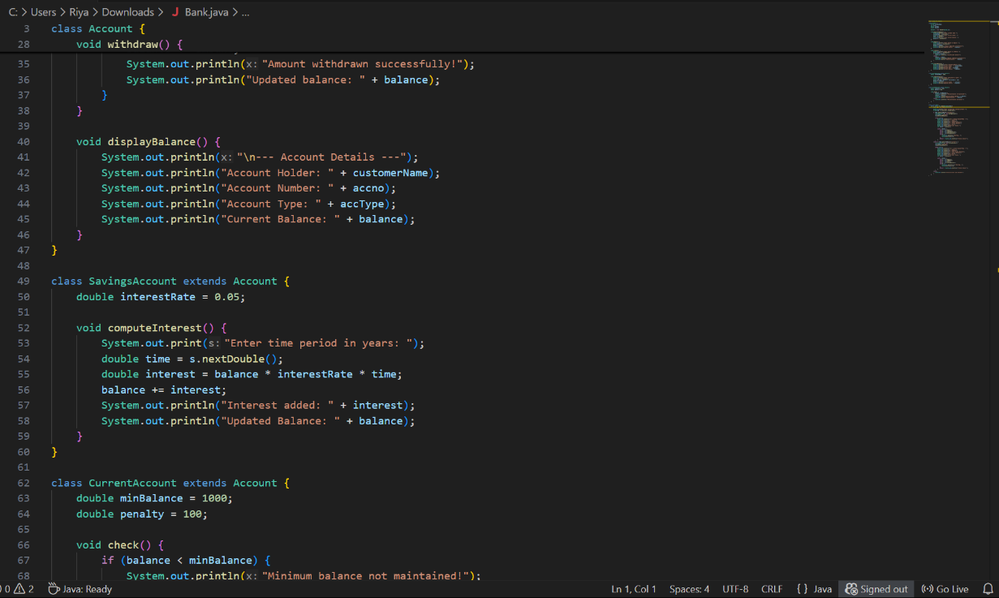 C: > Users > Riya > Downloads > J Bank.java > ...
3 class Account {
28 void withdraw() {
35 System.out.println(x: "Amount withdrawn successfully!");
36 System.out.println("Updated balance: " + balance);
37 }
38 }
39
40 void displayBalance() {
41 System.out.println(x: "\n--- Account Details ---");
42 System.out.println("Account Holder: " + customerName);
43 System.out.println("Account Number: " + accno);
44 System.out.println("Account Type: " + accType);
45 System.out.println("Current Balance: " + balance);
46 }
47 }
48
49 class SavingsAccount extends Account {
50 double interestRate = 0.05;
51
52 void computeInterest() {
53 System.out.print(s: "Enter time period in years: ");
54 double time = s.nextDouble();
55 double interest = balance * interestRate * time;
56 balance += interest;
57 System.out.println("Interest added: " + interest);
58 System.out.println("Updated Balance: " + balance);
59 }
60 }
61
62 class CurrentAccount extends Account {
63 double minBalance = 1000;
64 double penalty = 100;
65
66 void check() {
67 if (balance < minBalance) {
68 System.out.println(x: "Minimum balance not maintained!");
0 2 Java: Ready Ln 1, Col 1 Spaces: 4 UTF-8 CRLF { } Java Signed out Go Live